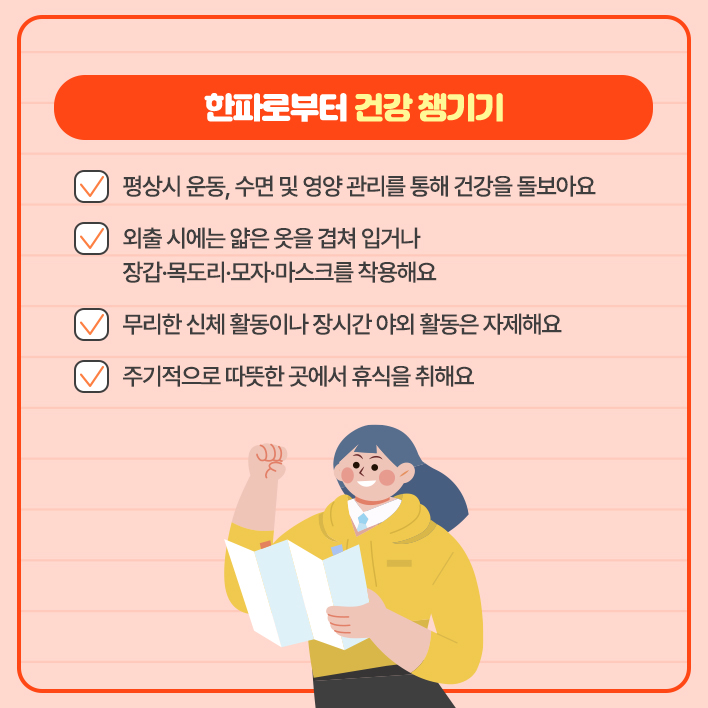 한파로부터 건강 챙기기
평상시 운동, 수면 및 영양 관리를 통해 건강을 돌보아요
외출 시에는 얇은 옷을 겹쳐 입거나
장갑·목도리·모자·마스크를 착용해요
무리한 신체 활동이나 장시간 야외 활동은 자제해요
주기적으로 따뜻한 곳에서 휴식을 취해요